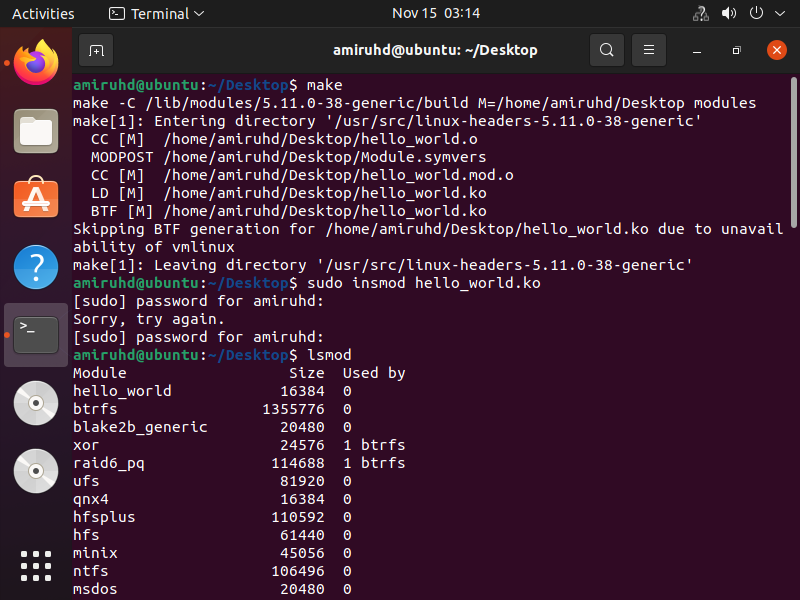 Activities Terminal Nov 15 03:14
amiruhd@ubuntu: ~/Desktop
amiruhd@ubuntu:~/Desktop$ make
make -C /lib/modules/5.11.0-38-generic/build M=/home/amiruhd/Desktop modules
make[1]: Entering directory '/usr/src/linux-headers-5.11.0-38-generic'
  CC [M]  /home/amiruhd/Desktop/hello_world.o
  MODPOST /home/amiruhd/Desktop/Module.symvers
  CC [M]  /home/amiruhd/Desktop/hello_world.mod.o
  LD [M]  /home/amiruhd/Desktop/hello_world.ko
  BTF [M] /home/amiruhd/Desktop/hello_world.ko
Skipping BTF generation for /home/amiruhd/Desktop/hello_world.ko due to unavail
ability of vmlinux
make[1]: Leaving directory '/usr/src/linux-headers-5.11.0-38-generic'
amiruhd@ubuntu:~/Desktop$ sudo insmod hello_world.ko
[sudo] password for amiruhd:
Sorry, try again.
[sudo] password for amiruhd:
amiruhd@ubuntu:~/Desktop$ lsmod
Module                  Size  Used by
hello_world            16384  0
btrfs                1355776  0
blake2b_generic        20480  0
xor                    24576  1 btrfs
raid6_pq              114688  1 btrfs
ufs                    81920  0
qnx4                   16384  0
hfsplus               110592  0
hfs                    61440  0
minix                  45056  0
ntfs                  106496  0
msdos                  20480  0